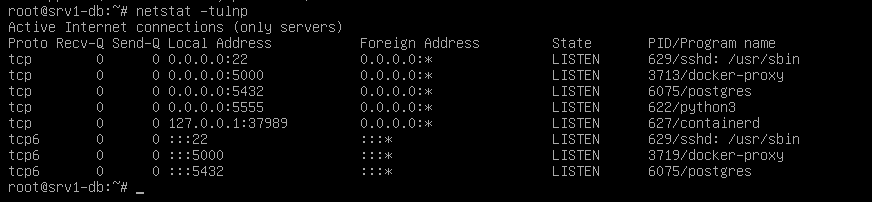 root@srv1-db:~# netstat -tulnp
Active Internet connections (only servers)
Proto Recv-Q Send-Q Local Address           Foreign Address         State       PID/Program name
tcp        0      0 0.0.0.0:22              0.0.0.0:*               LISTEN      629/sshd: /usr/sbin
tcp        0      0 0.0.0.0:5000            0.0.0.0:*               LISTEN      3713/docker-proxy
tcp        0      0 0.0.0.0:5432            0.0.0.0:*               LISTEN      6075/postgres
tcp        0      0 0.0.0.0:5555            0.0.0.0:*               LISTEN      622/python3
tcp        0      0 127.0.0.1:37989         0.0.0.0:*               LISTEN      627/containerd
tcp6       0      0 :::22                   :::*                    LISTEN      629/sshd: /usr/sbin
tcp6       0      0 :::5000                 :::*                    LISTEN      3719/docker-proxy
tcp6       0      0 :::5432                 :::*                    LISTEN      6075/postgres
root@srv1-db:~# _